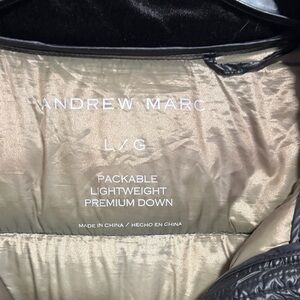 ANDREW MARC
L / G
PACKABLE
LIGHTWEIGHT
PREMIUM DOWN
MADE IN CHINA / HECHO EN CHINA